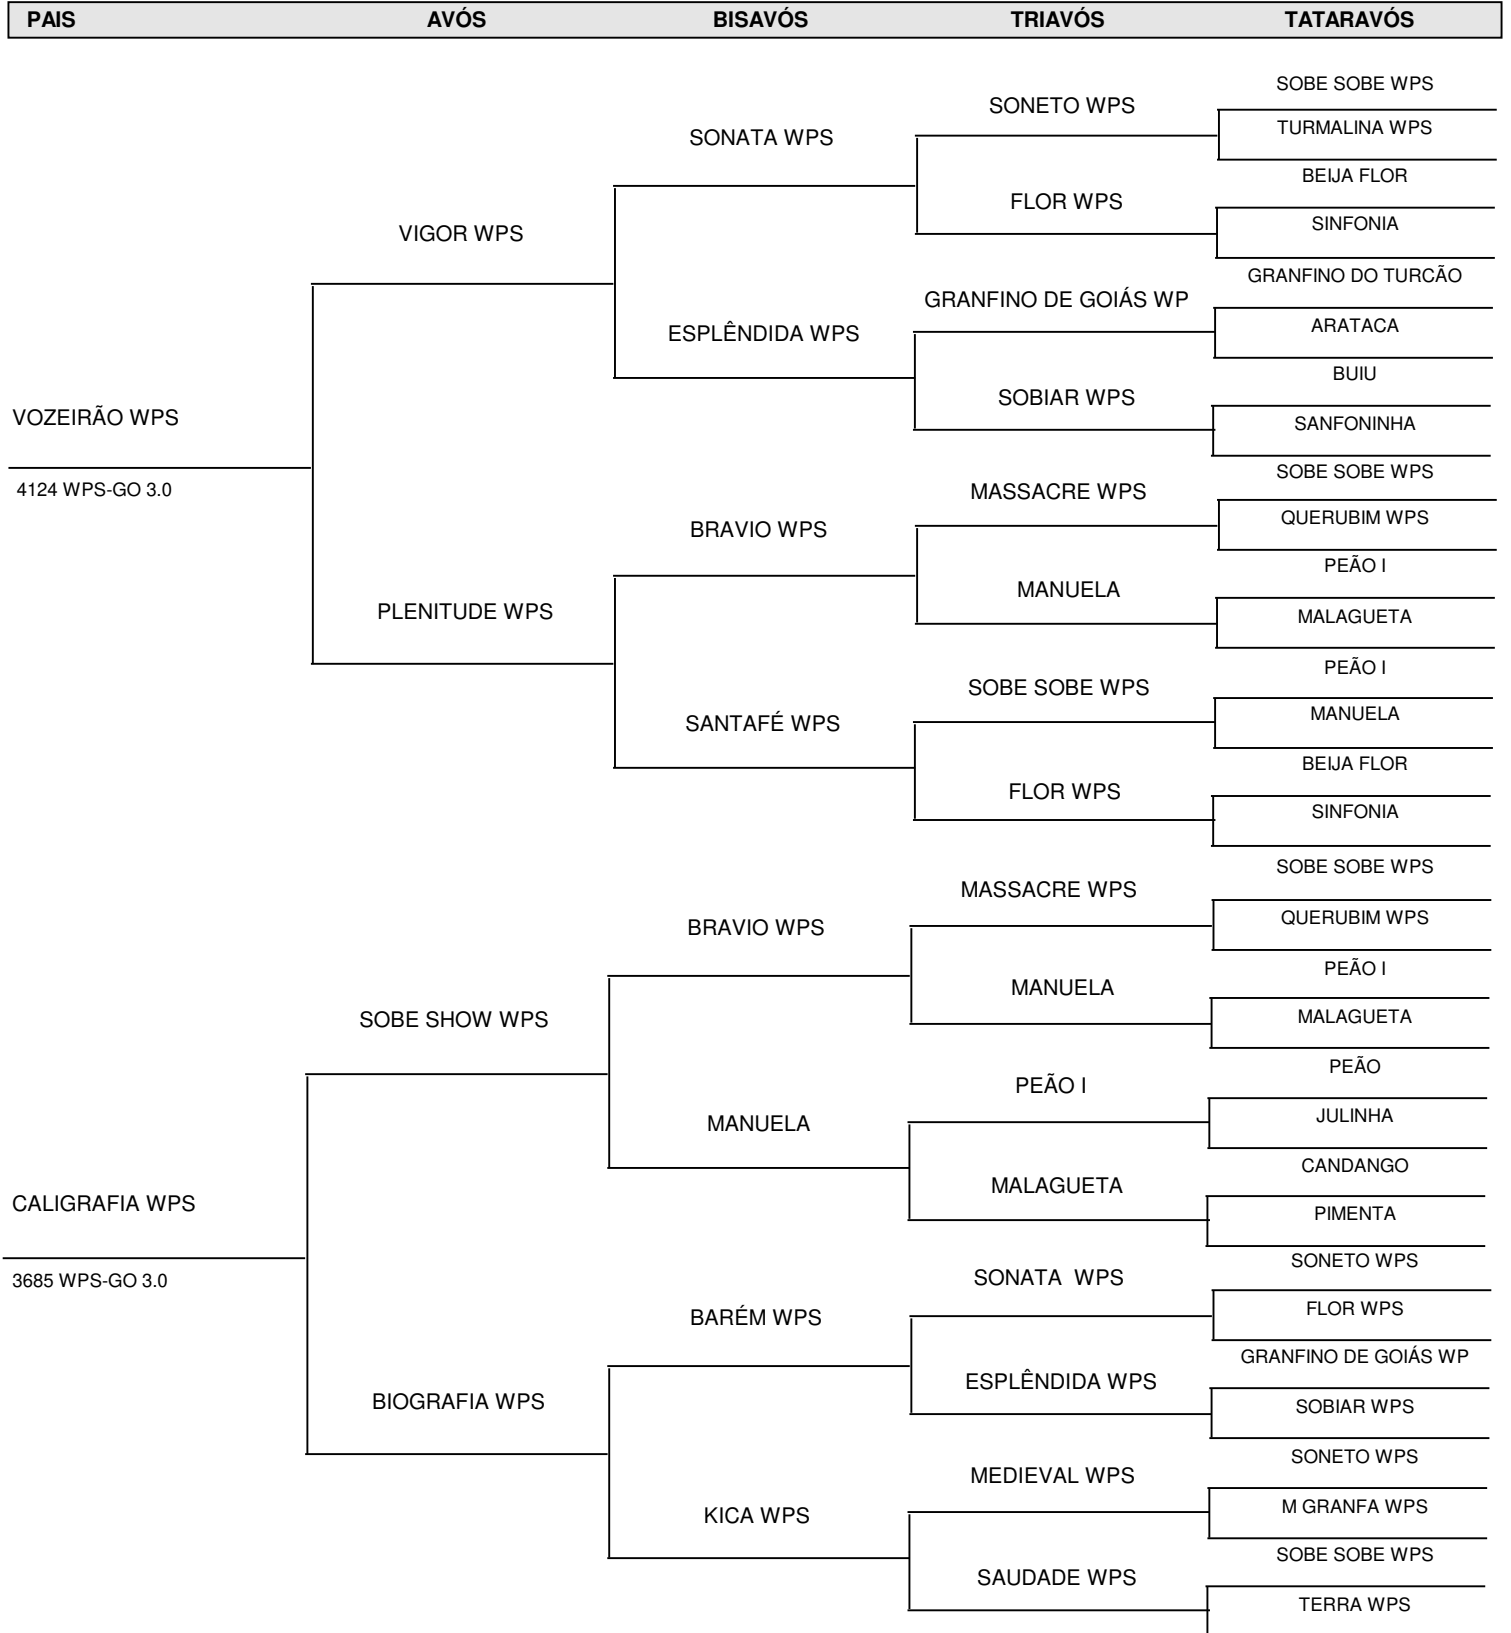 PAIS AVÓS BISAVÓS TRIAVÓS TATARAVÓS
SOBE SOBE WPS
SONETO WPS
TURMALINA WPS
SONATA WPS
BEIJA FLOR
FLOR WPS
SINFONIA
VIGOR WPS
GRANFINO DO TURCÃO
GRANFINO DE GOIÁS WP
ARATACA
ESPLÊNDIDA WPS
BUIU
SOBIAR WPS
SANFONINHA
VOZEIRÃO WPS
4124 WPS-GO 3.0
SOBE SOBE WPS
MASSACRE WPS
QUERUBIM WPS
BRAVIO WPS
PEÃO I
MANUELA
MALAGUETA
PLENITUDE WPS
PEÃO I
SOBE SOBE WPS
MANUELA
SANTAFÉ WPS
BEIJA FLOR
FLOR WPS
SINFONIA
SOBE SOBE WPS
MASSACRE WPS
QUERUBIM WPS
BRAVIO WPS
PEÃO I
MANUELA
MALAGUETA
SOBE SHOW WPS
PEÃO
PEÃO I
JULINHA
MANUELA
CANDANGO
MALAGUETA
PIMENTA
CALIGRAFIA WPS
3685 WPS-GO 3.0
SONETO WPS
SONATA WPS
FLOR WPS
BARÉM WPS
GRANFINO DE GOIÁS WP
ESPLÊNDIDA WPS
SOBIAR WPS
BIOGRAFIA WPS
SONETO WPS
MEDIEVAL WPS
M GRANFA WPS
KICA WPS
SOBE SOBE WPS
SAUDADE WPS
TERRA WPS